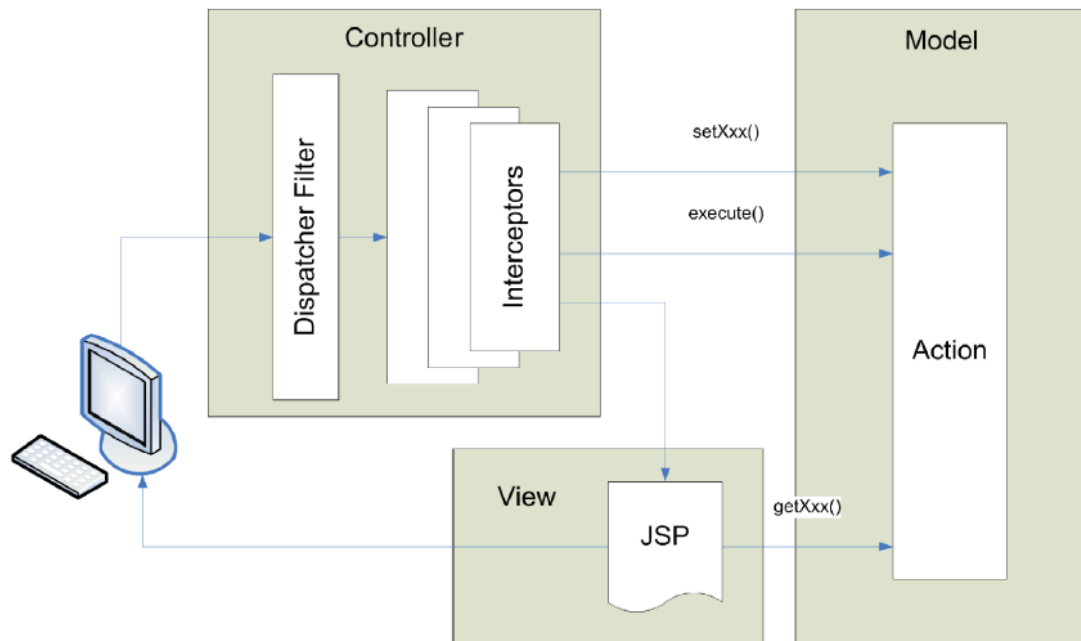 Controller
Model
Dispatcher Filter
Interceptors
setXxx()
execute()
Action
View
JSP
getXxx()